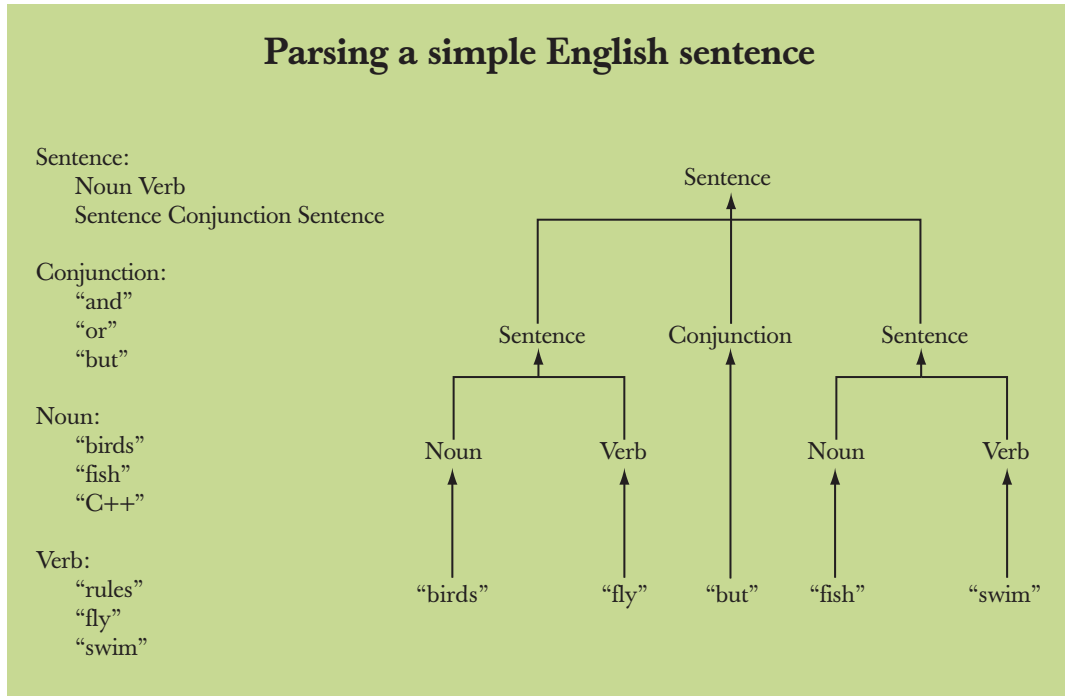 Parsing a simple English sentence
Sentence:
Noun Verb
Sentence Conjunction Sentence
Conjunction:
“and”
“or”
“but”
Noun:
“birds”
“fish”
“C++”
Verb:
“rules”
“fly”
“swim”
Sentence
Sentence Conjunction Sentence
Noun Verb Noun Verb
“birds” “fly” “but” “fish” “swim”